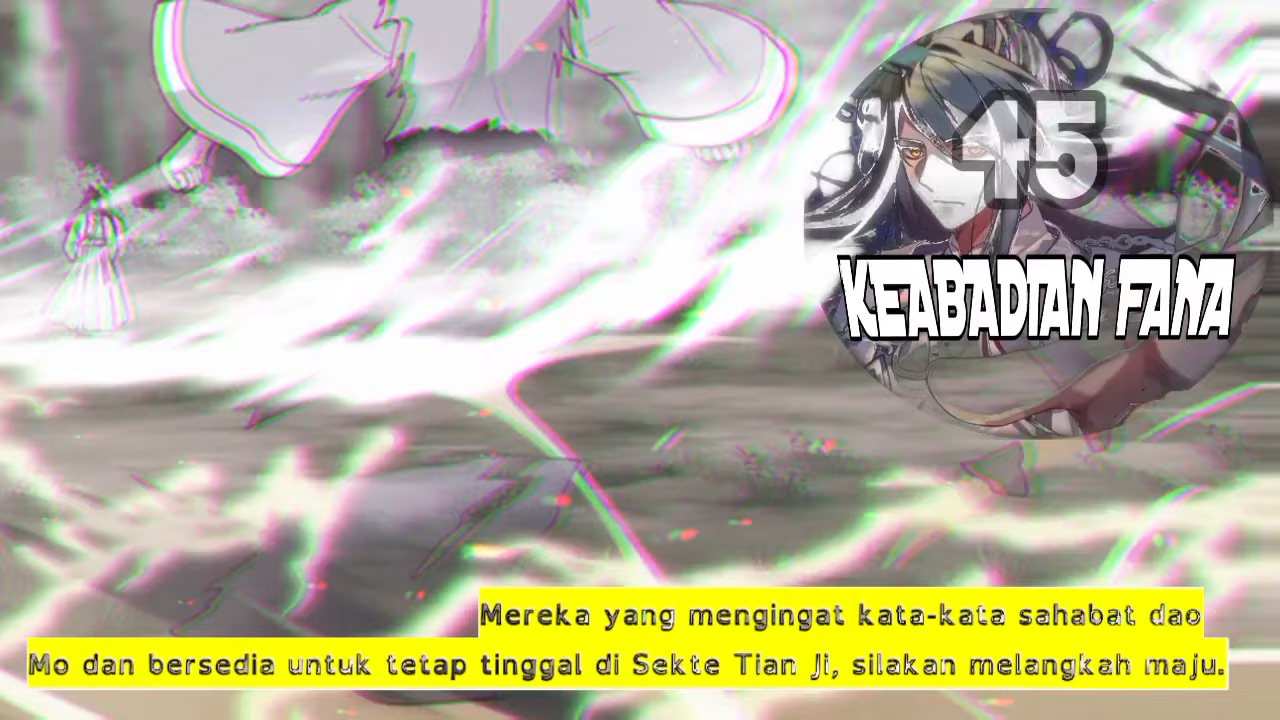 45
KEABADIAN FANA
Mereka yang mengingat kata-kata sahabat dao
Mo dan bersedia untuk tetap tinggal di Sekte Tian Ji, silakan melangkah maju.